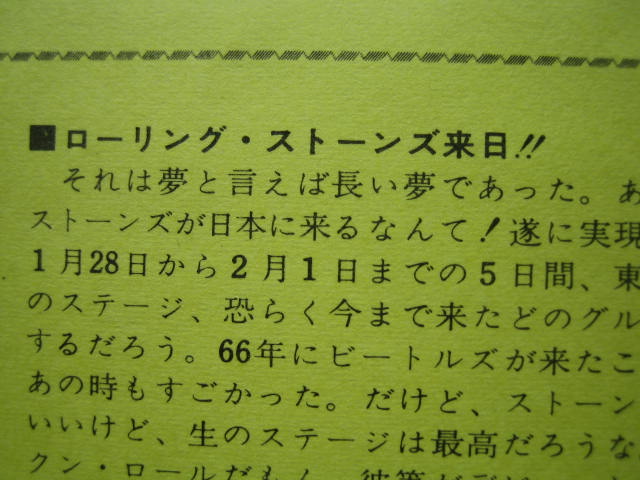 ■ローリング・ストーンズ来日!!
それは夢と言えば長い夢であった。あ
ストーンズが日本に来るなんて!遂に実現
1月28日から2月1日までの5日間、東
のステージ、恐らく今まで来たどのグル
するだろう。66年にビートルズが来たこ
あの時もすごかった。だけど、ストーン
いいけど、生のステージは最高だろうな
クン・ロールだもん